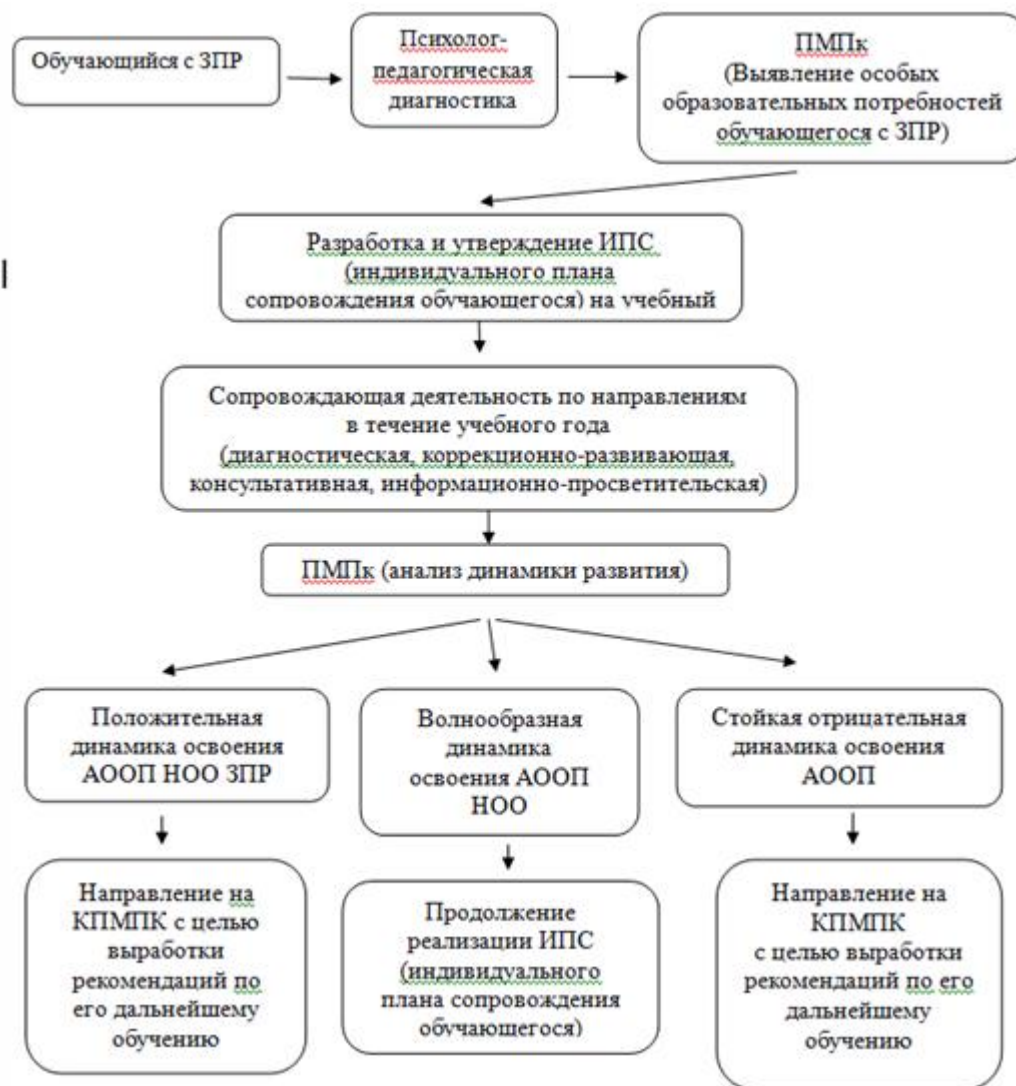 Обучающийся с ЗПР
Психолог-
педагогическая
диагностика
ПМПк
(Выявление особых
образовательных потребностей
обучающегося с ЗПР)
Разработка и утверждение ИПС
(индивидуального плана
сопровождения обучающегося) на учебный
Сопровождающая деятельность по направлениям
в течение учебного года
(диагностическая, коррекционно-развивающая,
консультативная, информационно-просветительская)
ПМПк (анализ динамики развития)
Положительная
динамика освоения
АООП НОО ЗПР
Волнообразная
динамика
освоения АООП
НОО
Стойкая отрицательная
динамика освоения
АООП
Направление на
КПМПК с целью
выработки
рекомендаций по
его дальнейшему
обучению
Продолжение
реализации ИПС
(индивидуального
плана сопровождения
обучающегося)
Направление на
КПМПК
с целью выработки
рекомендаций по его
дальнейшему
обучению